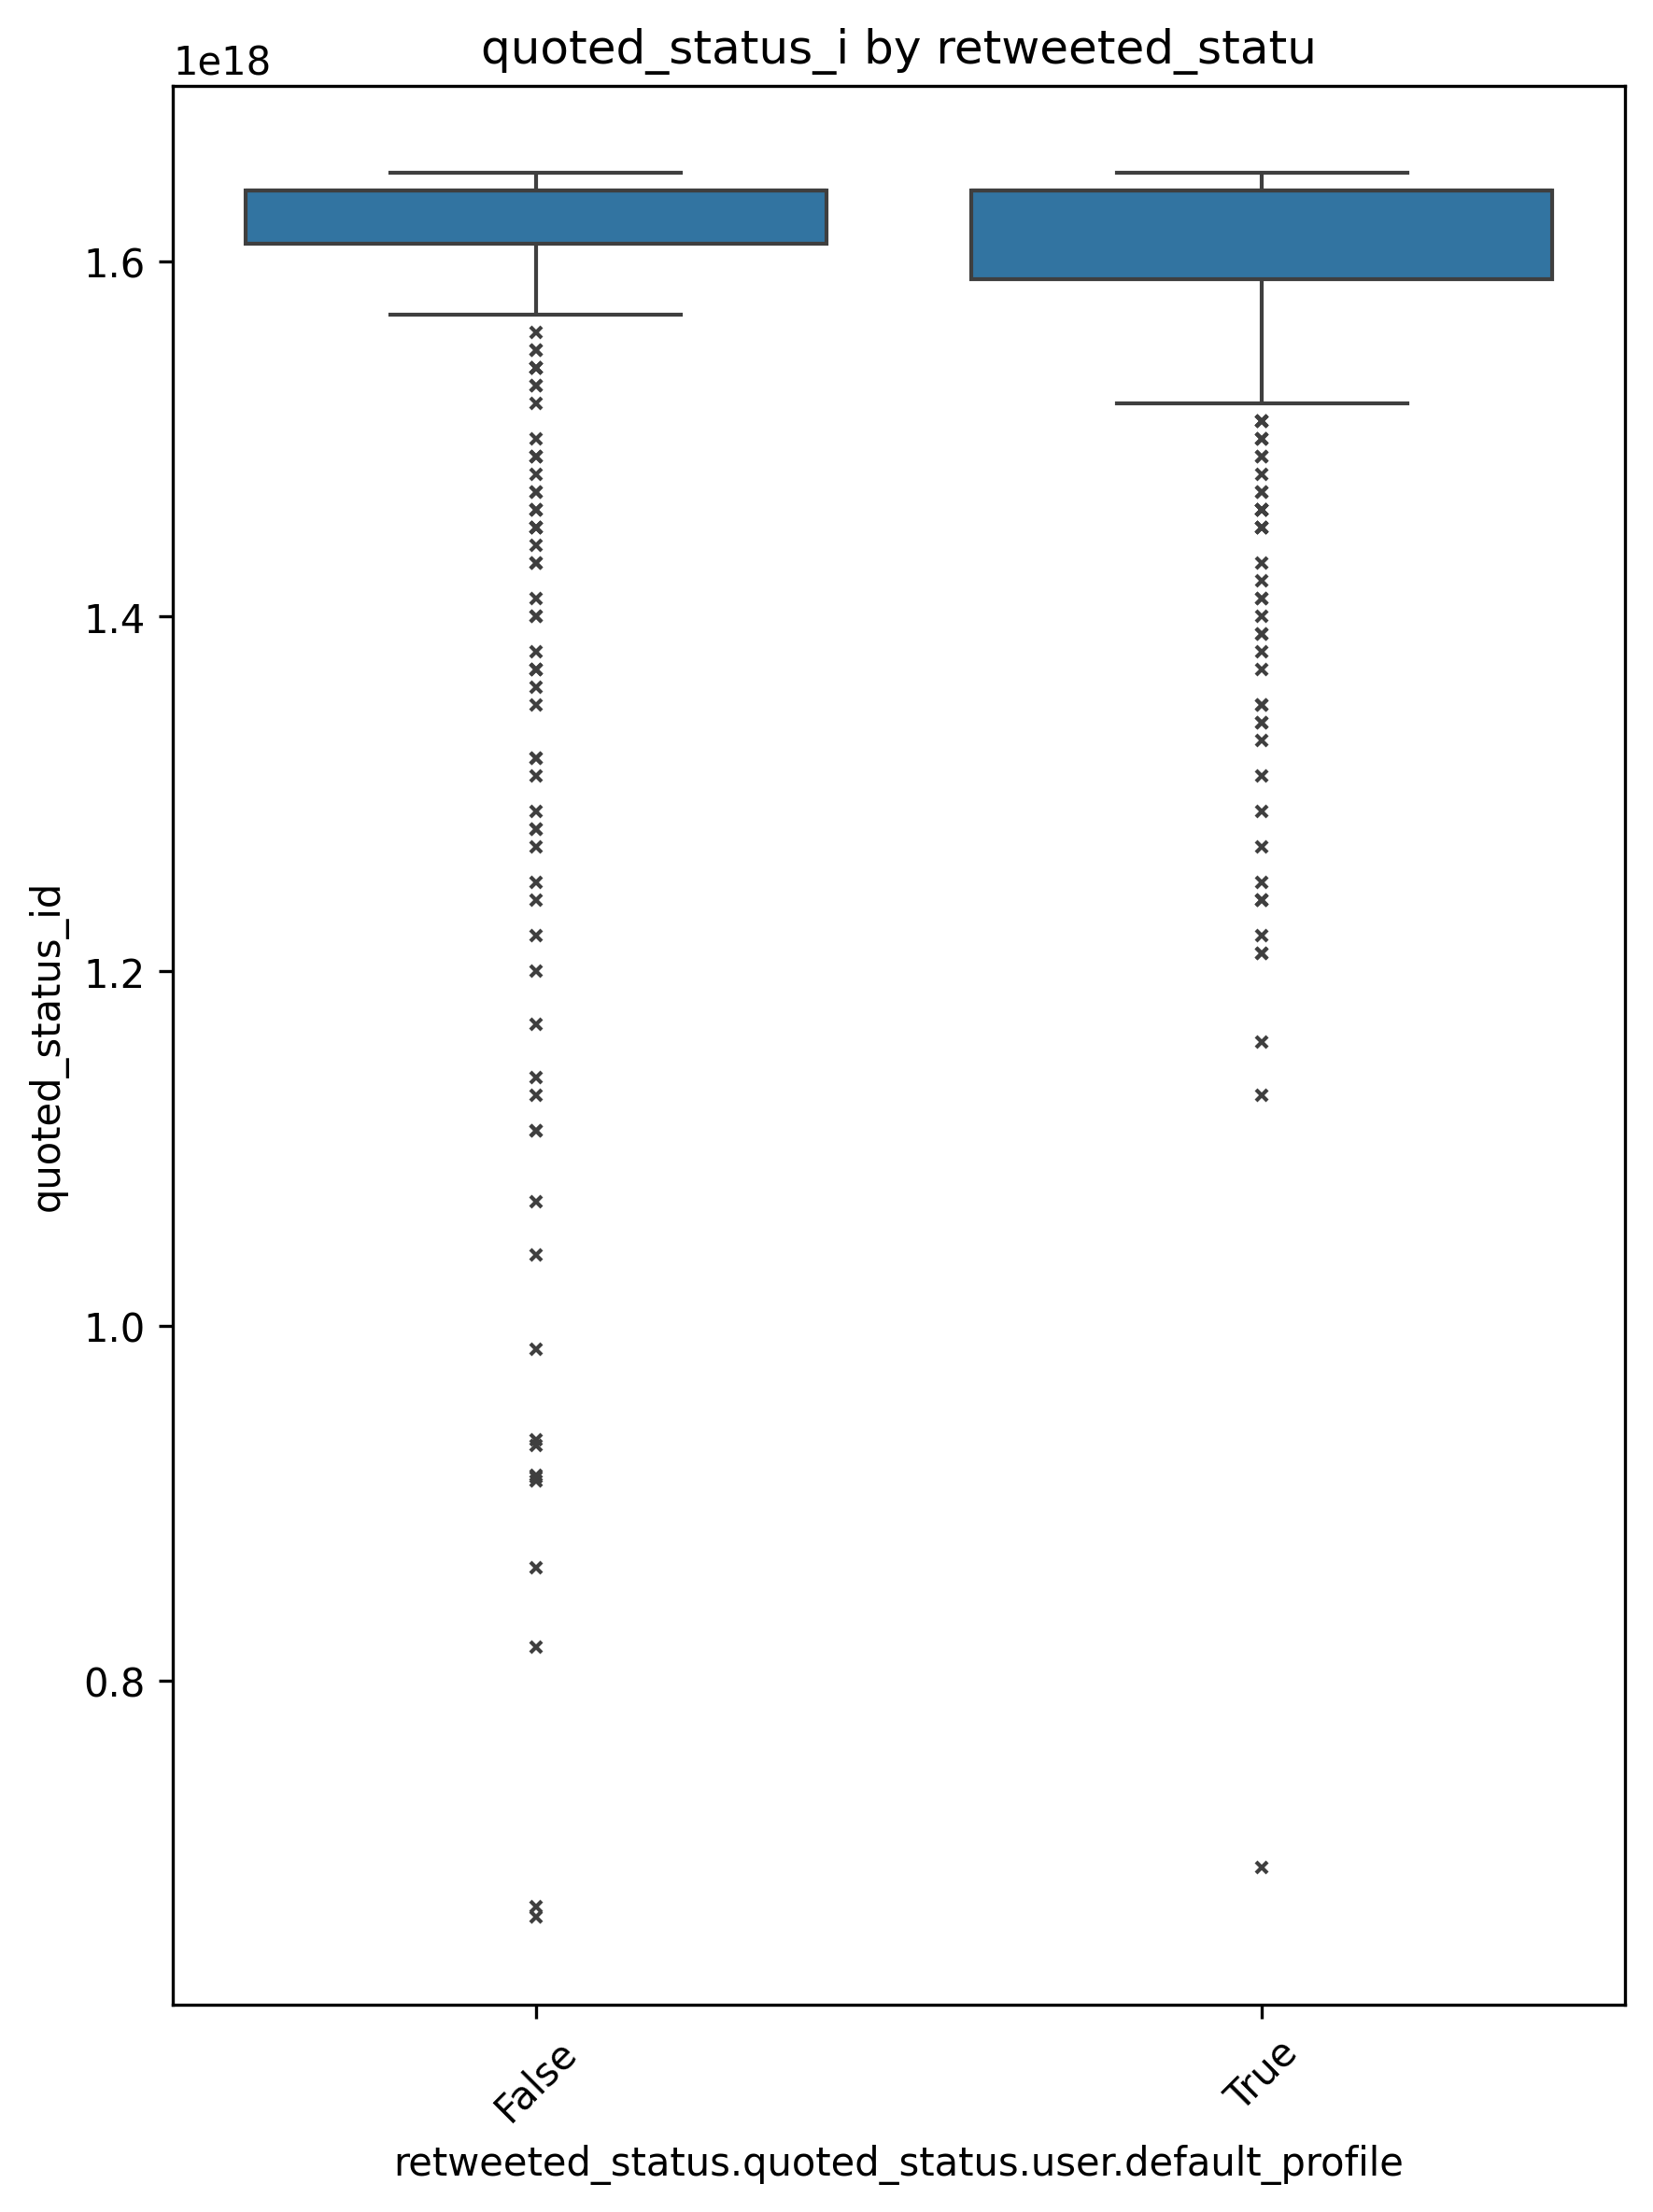 quoted_status_i by retweeted_statu
1e18
1.6
1.4
1.2
1.0
0.8
quoted_status_id
False
True
retweeted_status.quoted_status.user.default_profile